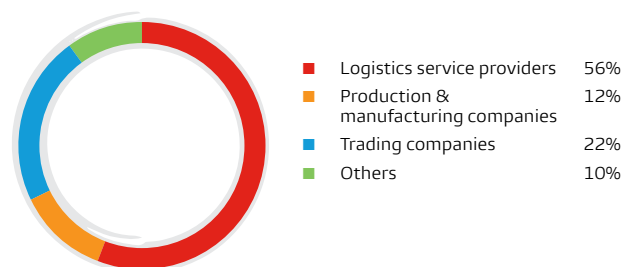 Logistics service providers 56%
Production & 12%
manufacturing companies
Trading companies 22%
Others 10%